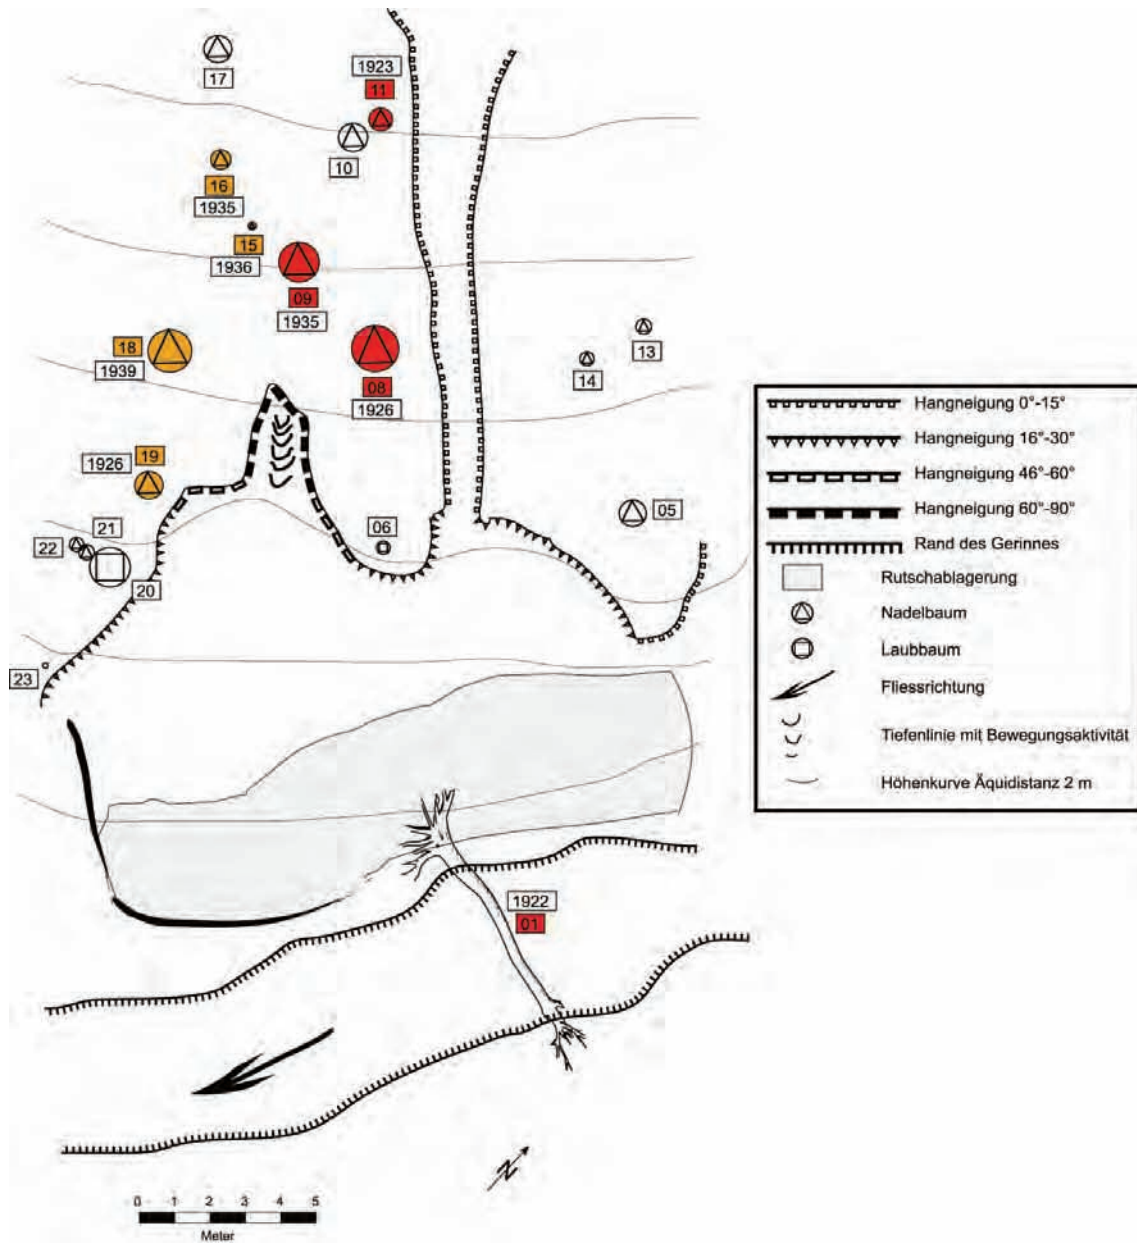 17
1923
11
10
16
1935
15
1936
09
1935
18
1939
08
1926
13
14
19
1926
21
22
20
23
06
05
Hangneigung 0°-15°
Hangneigung 16°-30°
Hangneigung 46°-60°
Hangneigung 60°-90°
Rand des Gerinnes
Rutschablagerung
Nadelbaum
Laubbaum
Fliessrichtung
Tiefenlinie mit Bewegungsaktivität
Höhenkurve Äquidistanz 2 m
1922
01
N
0 1 2 3 4 5
Meter